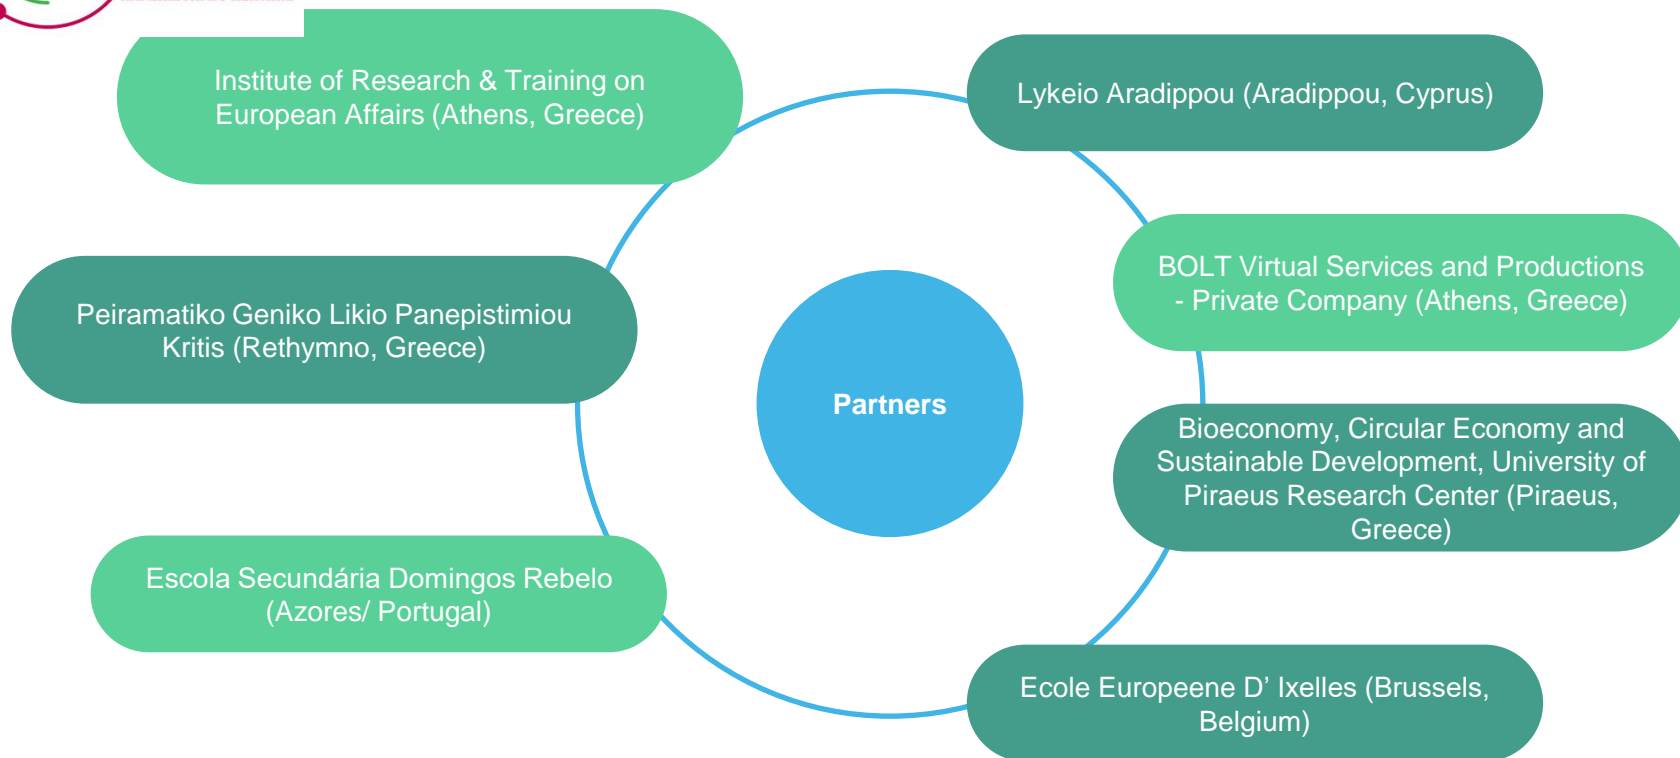 Institute of Research & Training on
European Affairs (Athens, Greece)
Lykeio Aradippou (Aradippou, Cyprus)
BOLT Virtual Services and Productions
- Private Company (Athens, Greece)
Peiramatiko Geniko Likio Panepistimiou
Kritis (Rethymno, Greece)
Partners
Bioeconomy, Circular Economy and
Sustainable Development, University of
Piraeus Research Center (Piraeus,
Greece)
Escola Secundária Domingos Rebelo
(Azores/ Portugal)
Ecole Europeene D’ Ixelles (Brussels,
Belgium)